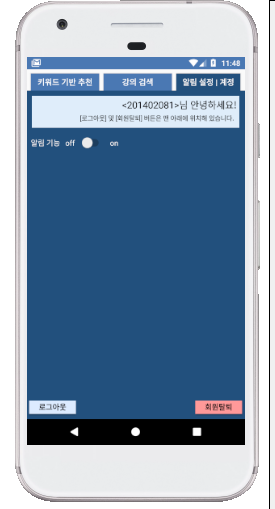 11:48
키워드 기반 추천 강의 검색 알림 설정 | 계정
<201402081>님 안녕하세요!
[로그아웃] 및 [회원탈퇴] 버튼은 맨 아래에 위치해 있습니다.
알림 기능 off on
로그아웃 회원탈퇴